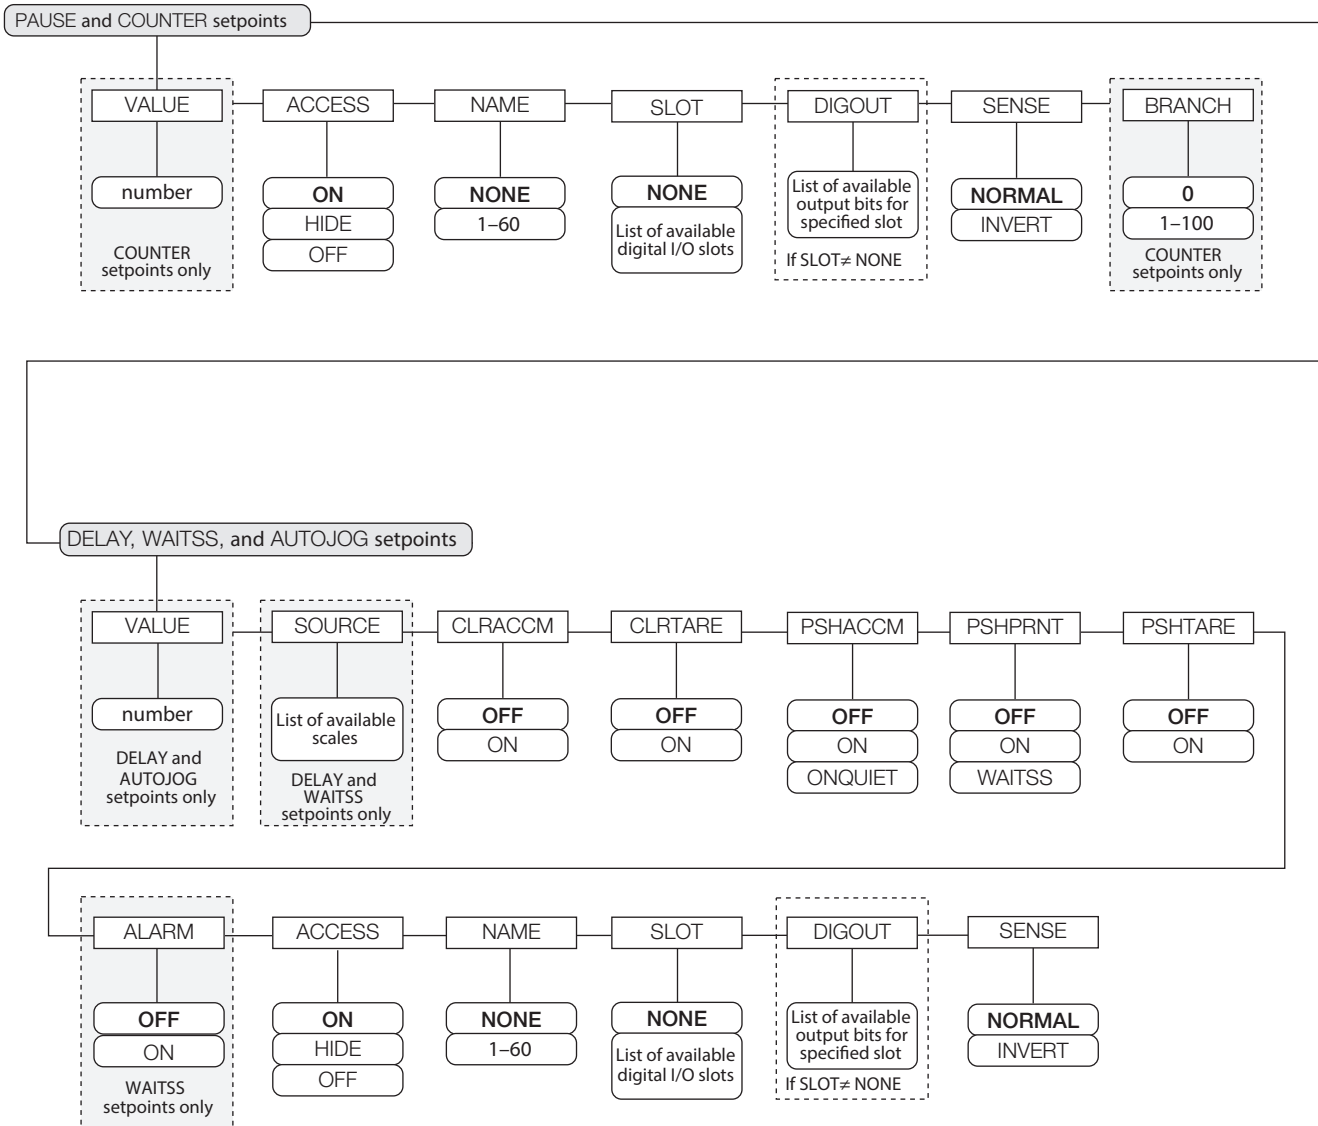 PAUSE and COUNTER setpoints
VALUE
ACCESS
NAME
SLOT
DIGOUT
SENSE
BRANCH
number
COUNTER
setpoints only
ON
HIDE
OFF
NONE
1–60
NONE
List of available
digital I/O slots
List of available
output bits for
specified slot
If SLOT≠ NONE
NORMAL
INVERT
0
1–100
COUNTER
setpoints only
DELAY, WAITSS, and AUTOJOG setpoints
VALUE
SOURCE
CLRACCM
CLRTARE
PSHACCM
PSHPRNT
PSHTARE
number
DELAY and
AUTOJOG
setpoints only
List of available
scales
DELAY and
WAITSS
setpoints only
OFF
ON
OFF
ON
OFF
ON
ONQUIET
OFF
ON
WAITSS
OFF
ON
ALARM
ACCESS
NAME
SLOT
DIGOUT
SENSE
OFF
ON
WAITSS
setpoints only
ON
HIDE
OFF
NONE
1–60
NONE
List of available
digital I/O slots
List of available
output bits for
specified slot
If SLOT≠ NONE
NORMAL
INVERT